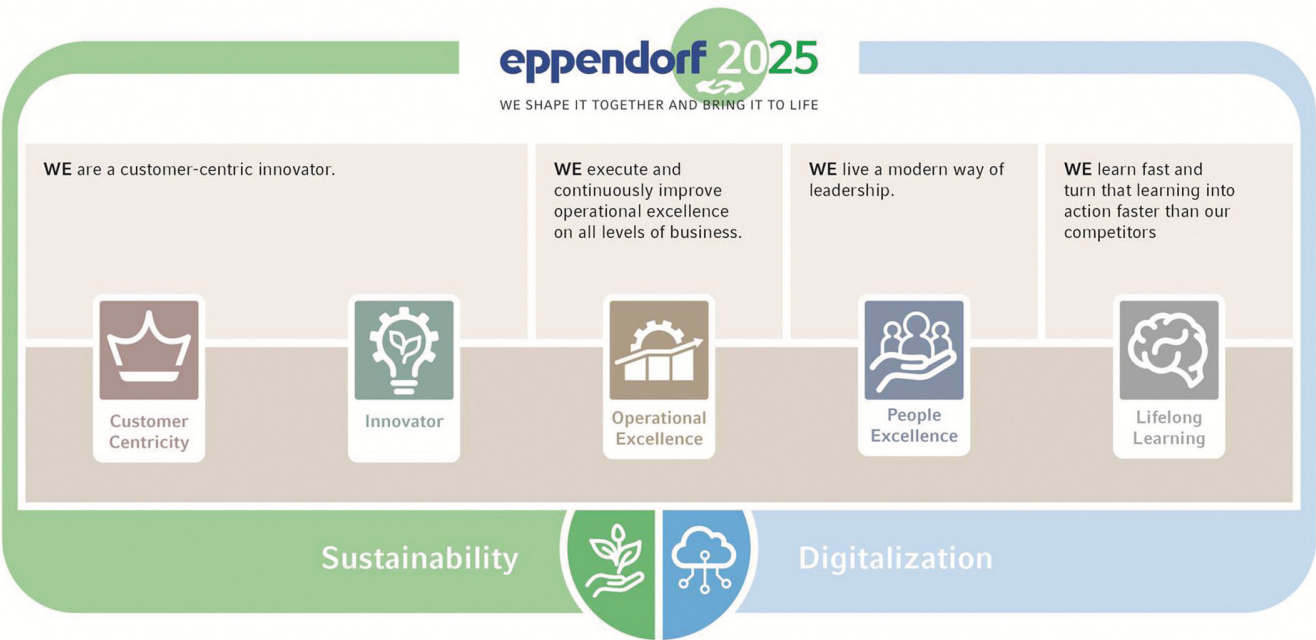 eppendorf 2025
WE SHAPE IT TOGETHER AND BRING IT TO LIFE
WE are a customer-centric innovator.
WE execute and
continuously improve
operational excellence
on all levels of business.
WE live a modern way of
leadership.
WE learn fast and
turn that learning into
action faster than our
competitors
Customer
Centricity
Innovator
Operational
Excellence
People
Excellence
Lifelong
Learning
Sustainability
Digitalization